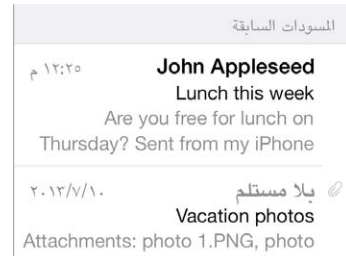 المسودات السابقة
John Appleseed ١٢:٢٥ م
Lunch this week
Are you free for lunch on
Thursday? Sent from my iPhone
بلا مستلم ٢٠١٣/٧/١٠
Vacation photos
Attachments: photo 1.PNG, photo